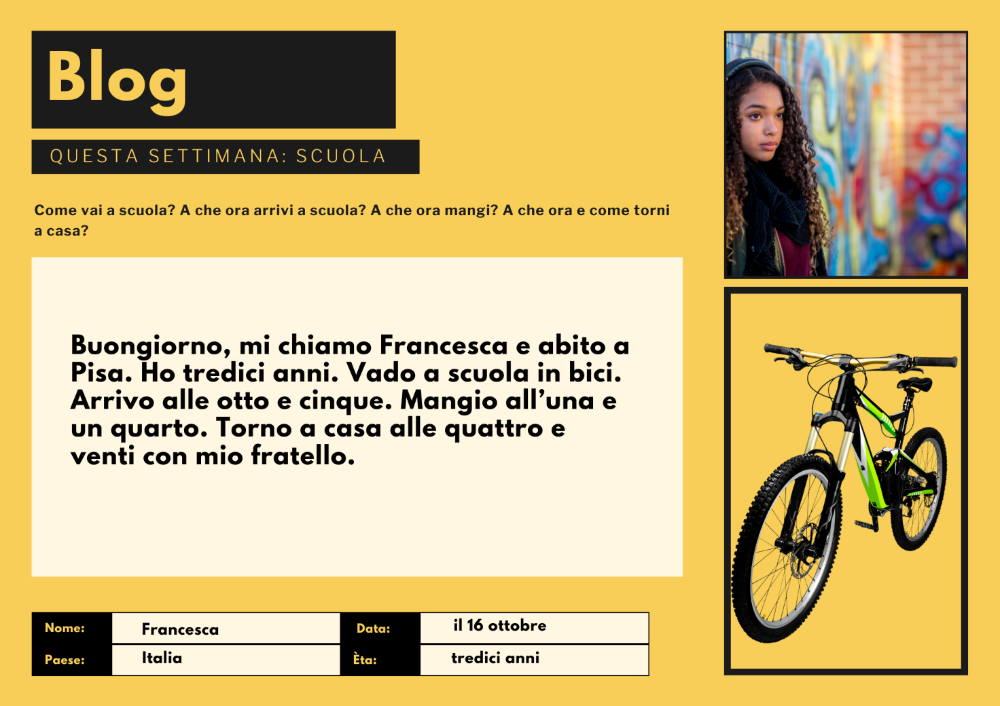 Blog
QUESTA SETTIMANA: SCUOLA
Come vai a scuola? A che ora arrivi a scuola? A che ora mangi? A che ora e come torni
a casa?
Buongiorno, mi chiamo Francesca e abito a
Pisa. Ho tredici anni. Vado a scuola in bici.
Arrivo alle otto e cinque. Mangio all’una e
un quarto. Torno a casa alle quattro e
venti con mio fratello.
Nome: Francesca Data: il 16 ottobre
Paese: Italia Èta: tredici anni